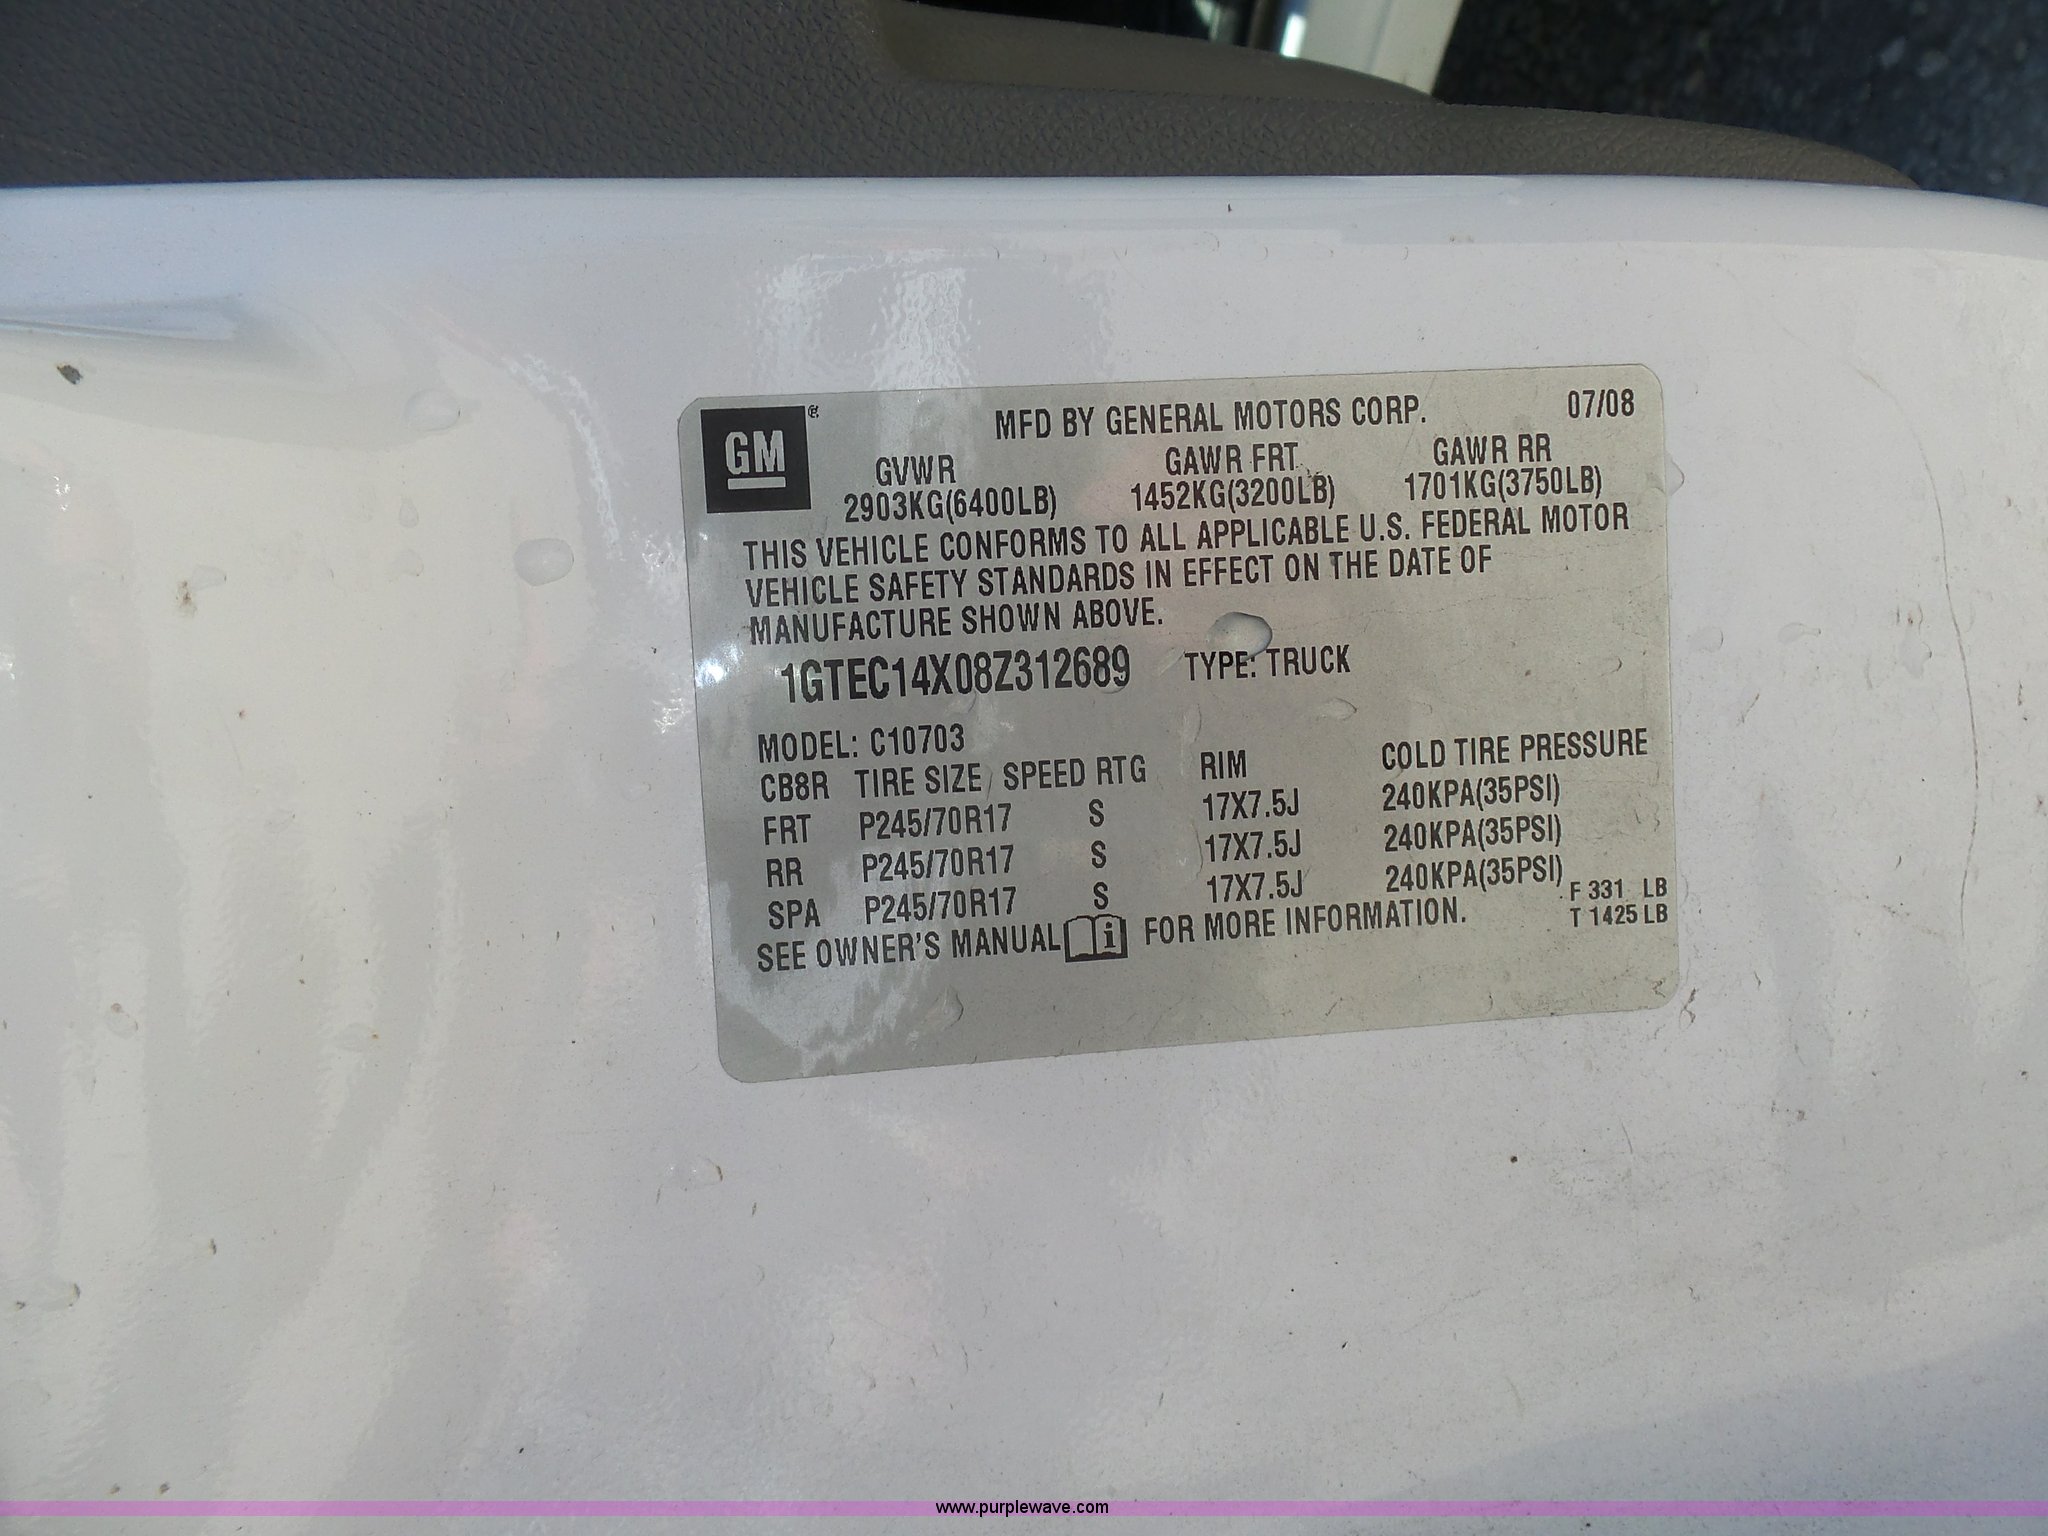 GM®
MFD BY GENERAL MOTORS CORP. 07/08
GVWR GAWR FRT GAWR RR
2903KG(6400LB) 1452KG(3200LB) 1701KG(3750LB)
THIS VEHICLE CONFORMS TO ALL APPLICABLE U.S. FEDERAL MOTOR
VEHICLE SAFETY STANDARDS IN EFFECT ON THE DATE OF
MANUFACTURE SHOWN ABOVE.
1GTEC14X08Z312689 TYPE: TRUCK
MODEL: C10703
CB8R TIRE SIZE SPEED RTG RIM COLD TIRE PRESSURE
FRT P245/70R17 S 17X7.5J 240KPA(35PSI)
RR P245/70R17 S 17X7.5J 240KPA(35PSI)
SPA P245/70R17 S 17X7.5J 240KPA(35PSI)
SEE OWNER'S MANUAL i FOR MORE INFORMATION.
F 331 LB
T 1425 LB
www.purplewave.com